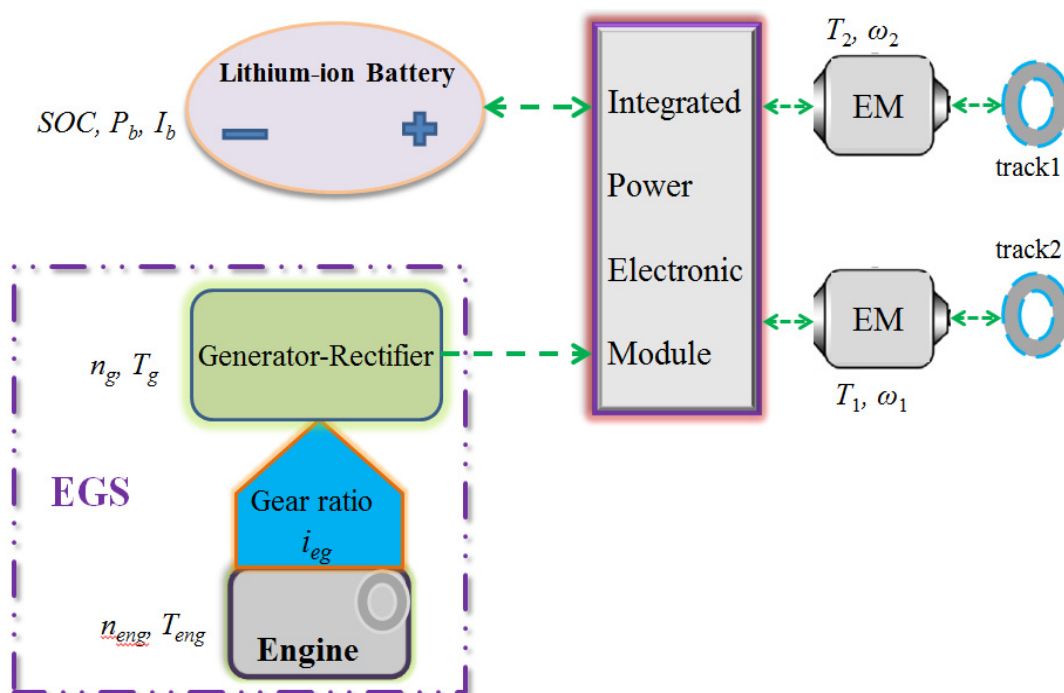 T2, ω2
Lithium-ion Battery
SOC, Pb, Ib
Integrated
Power
Electronic
Module
EM
track1
track2
EM
T1, ω1
Generator-Rectifier
ng, Tg
EGS
Gear ratio
ieg
neng, Teng
Engine